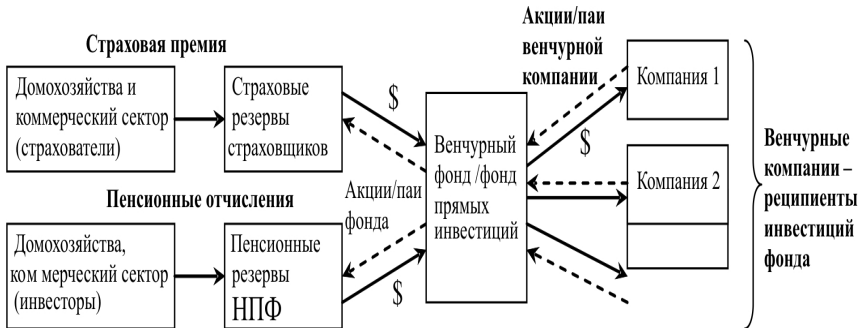 Страховая премия
Домохозяйства и
коммерческий сектор
(страхователи)
Страховые
резервы
страховщиков
$
Пенсионные отчисления
Домохозяйства,
ком мерческий сектор
(инвесторы)
Пенсионные
резервы
НПФ
$
Акции/паи
фонда
Венчурный
фонд /фонд
прямых
инвестиций
Акции/паи
венчурной
компании
$
Компания 1
Компания 2
Венчурные
компании –
реципиенты
инвестиций
фонда